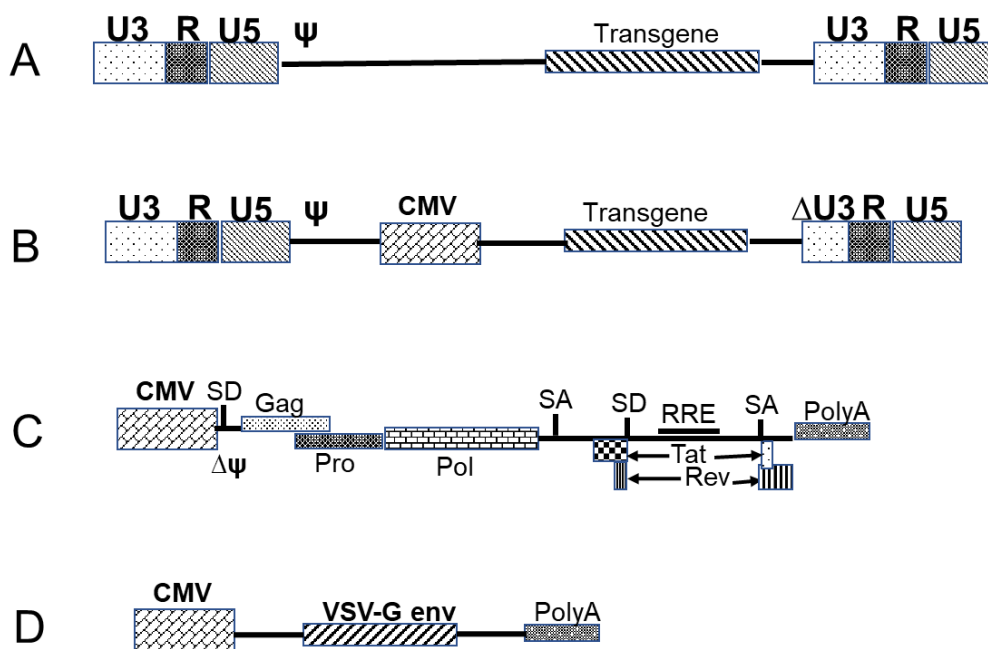 U3 R U5 ψ Transgene U3 R U5
A
U3 R U5 ψ CMV Transgene ΔU3 R U5
B
CMV SD Gag SA SD RRE SA PolyA
C
Δψ Pro Pol Tat
Rev
CMV VSV-G env PolyA
D